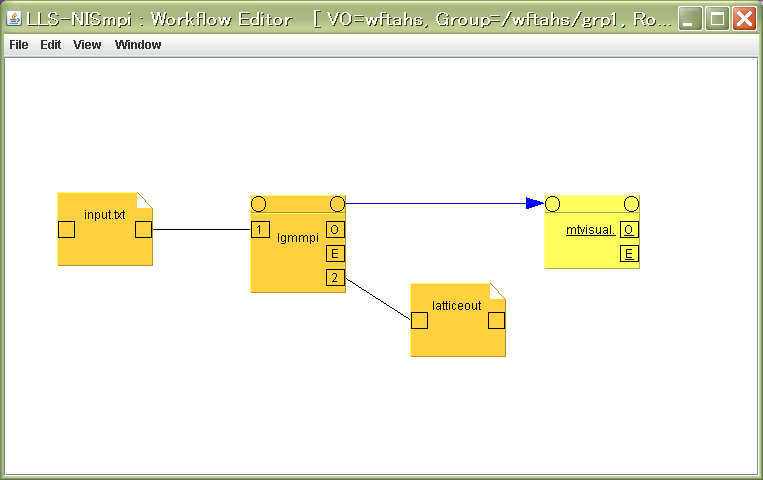 LLS-NISmpi : Workflow Editor [ VO=wftahs, Group=/wftahs/grp1, Ro...
File Edit View Window
input.txt
1 lgmmpi O
E
2
mtvisual. O
E
latticeout